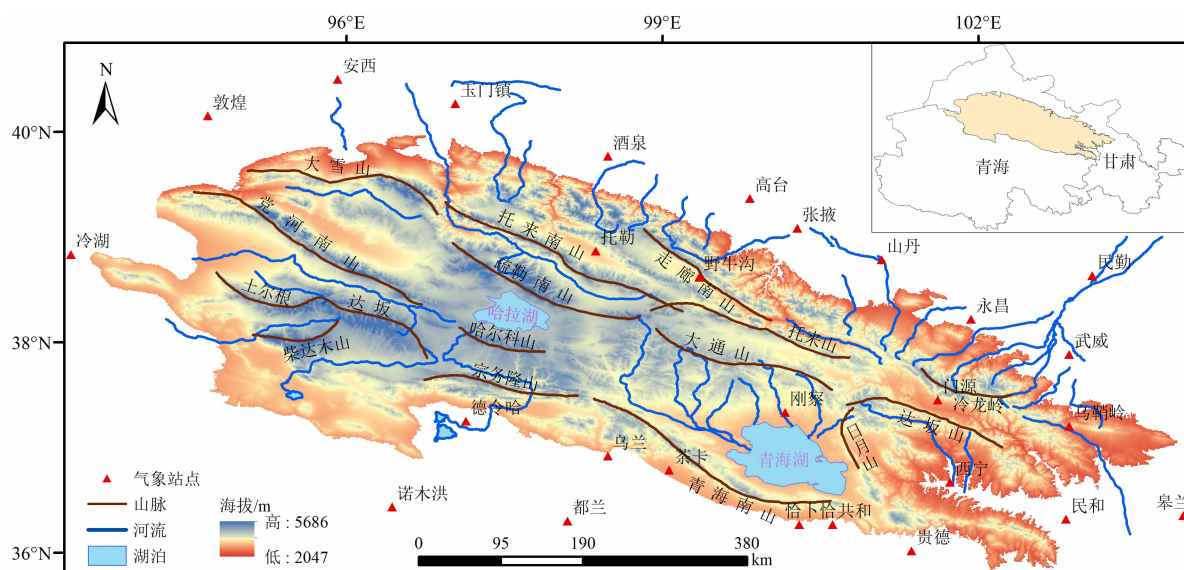 96°E
99°E
102°E
N
40°N
38°N
36°N
安西
敦煌
玉门镇
酒泉
高台
张掖
山丹
民勤
永昌
武威
冷湖
大雪山
党河南山
托来南山
托勒
走廊南山
野牛沟
疏勒南山
土尔根达坂
哈拉湖
哈尔科山
柴达木山
宗务隆山
德令哈
大通山
托来山
门源
冷龙岭
乌鞘岭
刚察
达坂山
日月山
青海湖
西宁
乌兰
茶卡
青海南山
恰卜恰
共和
贵德
民和
皋兰
诺木洪
都兰
青海
甘肃
气象站点
山脉
河流
湖泊
海拔/m
高：5686
低：2047
0
95
190
380
km